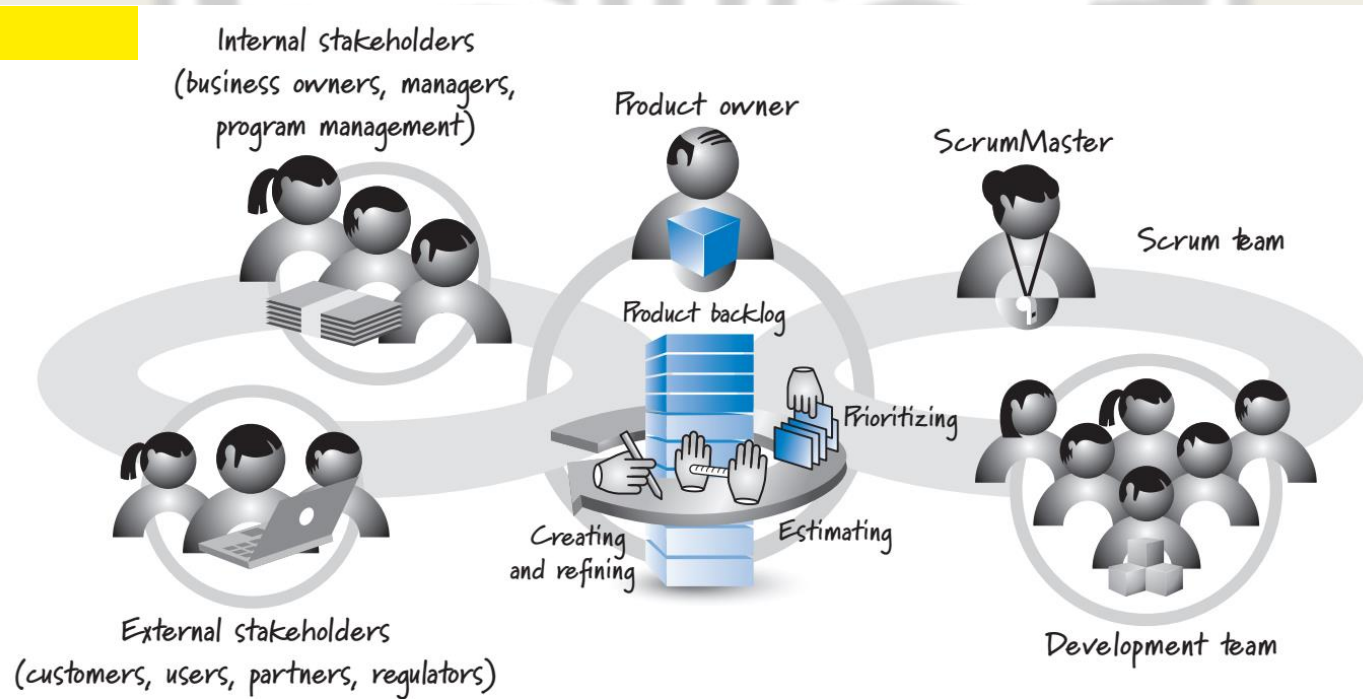 Internal stakeholders
(business owners, managers,
program management)
Product owner
ScrumMaster
Scrum team
Product backlog
Prioritizing
Creating
and refining
Estimating
External stakeholders
(customers, users, partners, regulators)
Development team